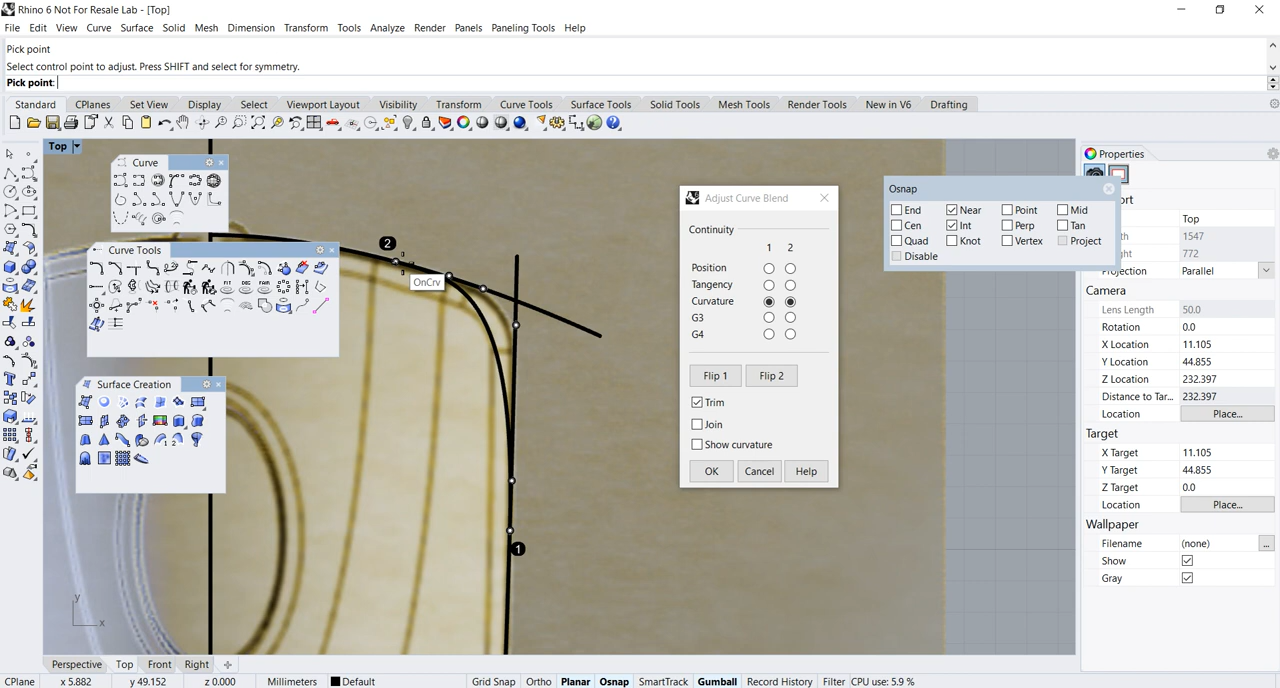 Rhino 6 Not For Resale Lab - [Top]
File Edit View Curve Surface Solid Mesh Dimension Transform Tools Analyze Render Panels Paneling Tools Help
Pick point
Select control point to adjust. Press SHIFT and select for symmetry.
Pick point:
Standard CPlanes Set View Display Select Viewport Layout Visibility Transform Curve Tools Surface Tools Solid Tools Mesh Tools Render Tools New in V6 Drafting
Top
Curve
Curve Tools
Surface Creation
2
OnCrv
1
y
x
Adjust Curve Blend
Continuity
1 2
Position
Tangency
Curvature
G3
G4
Flip 1 Flip 2
Trim
Join
Show curvature
OK Cancel Help
Osnap
End Near Point Mid
Cen Int Perp Tan
Quad Knot Vertex Project
Disable
Properties
ort
Top
th 1547
ht 772
Projection Parallel
Camera
Lens Length 50.0
Rotation 0.0
X Location 11.105
Y Location 44.855
Z Location 232.397
Distance to Tar... 232.397
Location Place...
Target
X Target 11.105
Y Target 44.855
Z Target 0.0
Location Place...
Wallpaper
Filename (none) ...
Show
Gray
Perspective Top Front Right
CPlane x 5.882 y 49.152 z 0.000 Millimeters Default Grid Snap Ortho Planar Osnap SmartTrack Gumball Record History Filter CPU use: 5.9 %